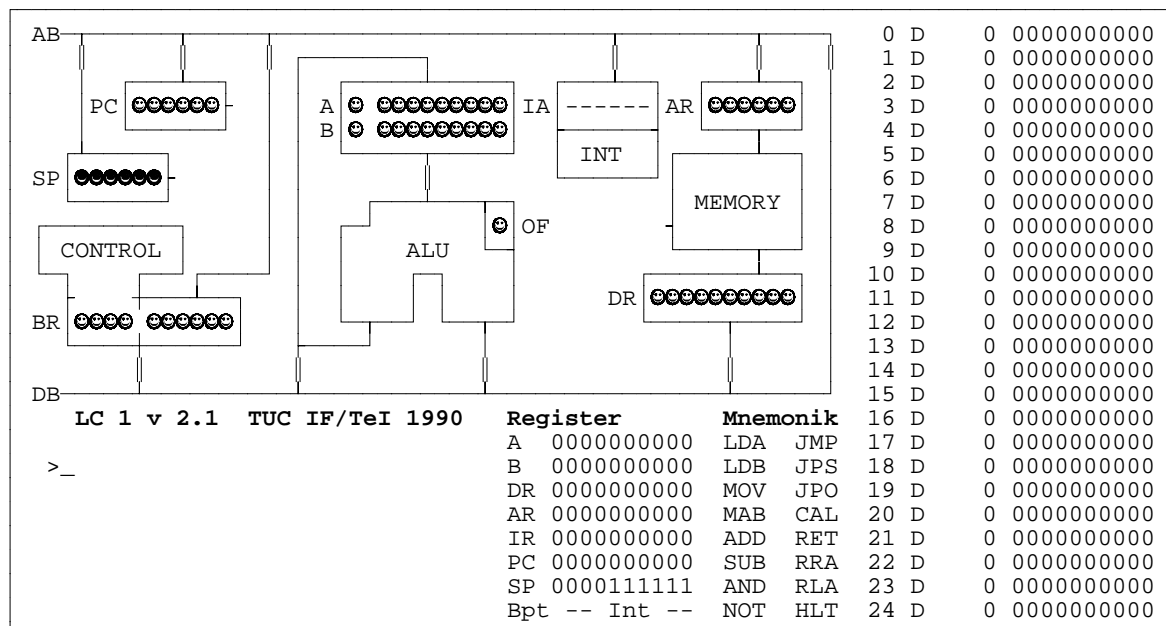 AB 0 D 0 0000000000
1 D 0 0000000000
2 D 0 0000000000
PC A IA ------ AR 3 D 0 0000000000
B 4 D 0 0000000000
INT 5 D 0 0000000000
SP 6 D 0 0000000000
MEMORY 7 D 0 0000000000
OF 8 D 0 0000000000
CONTROL ALU 9 D 0 0000000000
10 D 0 0000000000
DR 11 D 0 0000000000
BR 12 D 0 0000000000
13 D 0 0000000000
14 D 0 0000000000
DB 15 D 0 0000000000
LC 1 v 2.1 TUC IF/TeI 1990 Register Mnemonik 16 D 0 0000000000
A 0000000000 LDA JMP 17 D 0 0000000000
>_ B 0000000000 LDB JPS 18 D 0 0000000000
DR 0000000000 MOV JPO 19 D 0 0000000000
AR 0000000000 MAB CAL 20 D 0 0000000000
IR 0000000000 ADD RET 21 D 0 0000000000
PC 0000000000 SUB RRA 22 D 0 0000000000
SP 0000111111 AND RLA 23 D 0 0000000000
Bpt -- Int -- NOT HLT 24 D 0 0000000000